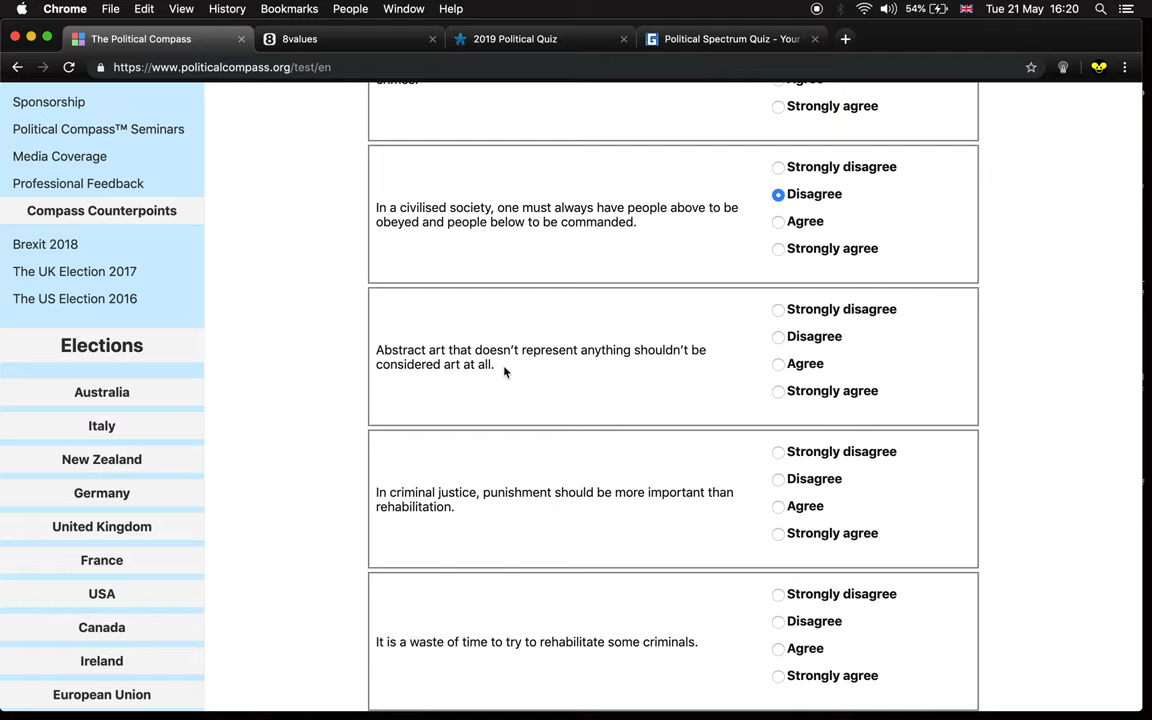 Chrome File Edit View History Bookmarks People Window Help 54% Tue 21 May 16:20
The Political Compass 8values 2019 Political Quiz Political Spectrum Quiz - Your
https://www.politicalcompass.org/test/en
Sponsorship
Political Compass™ Seminars
Media Coverage
Professional Feedback
Compass Counterpoints
Brexit 2018
The UK Election 2017
The US Election 2016
Elections
Australia
Italy
New Zealand
Germany
United Kingdom
France
USA
Canada
Ireland
European Union
Strongly agree
In a civilised society, one must always have people above to be
obeyed and people below to be commanded.
Strongly disagree
Disagree
Agree
Strongly agree
Abstract art that doesn't represent anything shouldn't be
considered art at all.
Strongly disagree
Disagree
Agree
Strongly agree
In criminal justice, punishment should be more important than
rehabilitation.
Strongly disagree
Disagree
Agree
Strongly agree
It is a waste of time to try to rehabilitate some criminals.
Strongly disagree
Disagree
Agree
Strongly agree